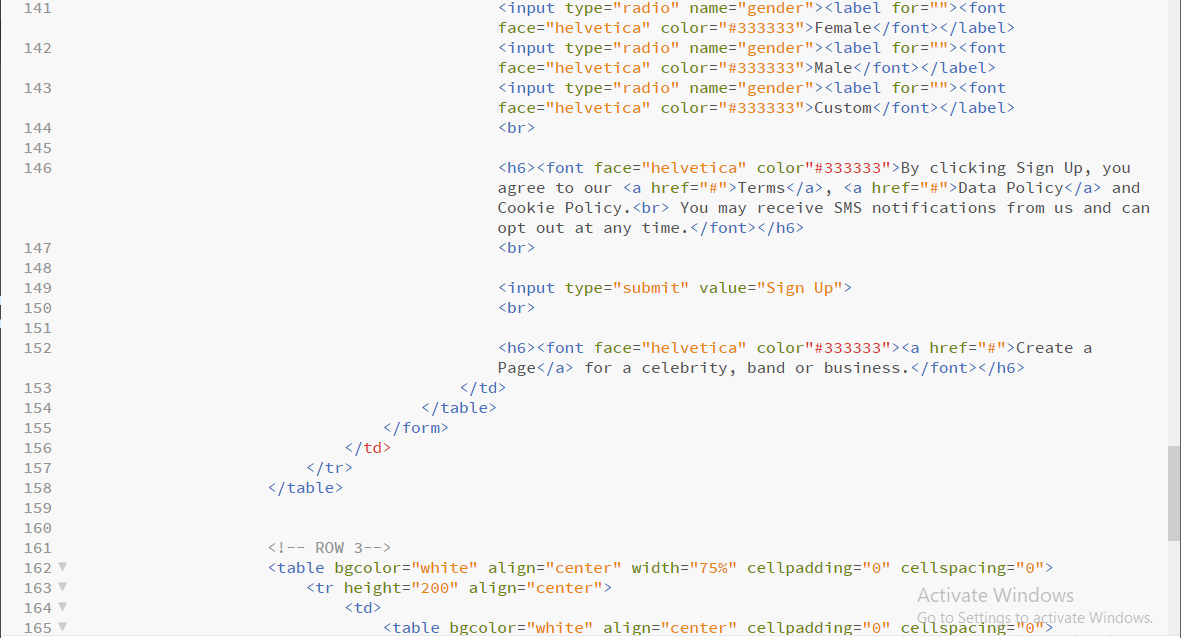 141 <input type="radio" name="gender"><label for=""><font
face="helvetica" color="#333333">Female</font></label>
142 <input type="radio" name="gender"><label for=""><font
face="helvetica" color="#333333">Male</font></label>
143 <input type="radio" name="gender"><label for=""><font
face="helvetica" color="#333333">Custom</font></label>
144 <br>
145
146 <h6><font face="helvetica" color"#333333">By clicking Sign Up, you
agree to our <a href="#">Terms</a>, <a href="#">Data Policy</a> and
Cookie Policy.<br> You may receive SMS notifications from us and can
opt out at any time.</font></h6>
147 <br>
148
149 <input type="submit" value="Sign Up">
150 <br>
151
152 <h6><font face="helvetica" color"#333333"><a href="#">Create a
Page</a> for a celebrity, band or business.</font></h6>
153 </td>
154 </table>
155 </form>
156 </td>
157 </tr>
158 </table>
159
160
161 <!-- ROW 3-->
162 <table bgcolor="white" align="center" width="75%" cellpadding="0" cellspacing="0">
163 <tr height="200" align="center">
164 <td>
165 <table bgcolor="white" align="center" cellpadding="0" cellspacing="0">
Activate Windows
Go to Settings to activate Windows.